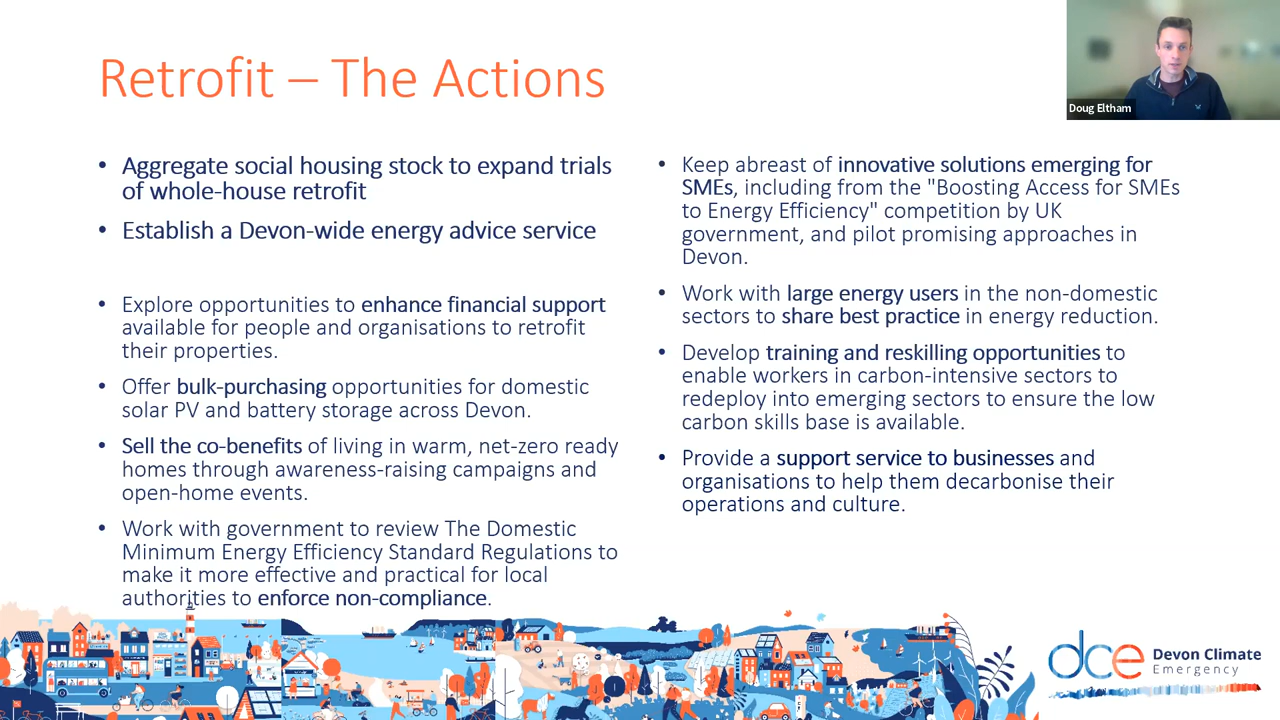 Retrofit – The Actions
Doug Eltham
• Aggregate social housing stock to expand trials
of whole-house retrofit
• Establish a Devon-wide energy advice service
• Explore opportunities to enhance financial support
available for people and organisations to retrofit
their properties.
• Offer bulk-purchasing opportunities for domestic
solar PV and battery storage across Devon.
• Sell the co-benefits of living in warm, net-zero ready
homes through awareness-raising campaigns and
open-home events.
• Work with government to review The Domestic
Minimum Energy Efficiency Standard Regulations to
make it more effective and practical for local
authorities to enforce non-compliance.
• Keep abreast of innovative solutions emerging for
SMEs, including from the "Boosting Access for SMEs
to Energy Efficiency" competition by UK
government, and pilot promising approaches in
Devon.
• Work with large energy users in the non-domestic
sectors to share best practice in energy reduction.
• Develop training and reskilling opportunities to
enable workers in carbon-intensive sectors to
redeploy into emerging sectors to ensure the low
carbon skills base is available.
• Provide a support service to businesses and
organisations to help them decarbonise their
operations and culture.
dce Devon Climate
Emergency